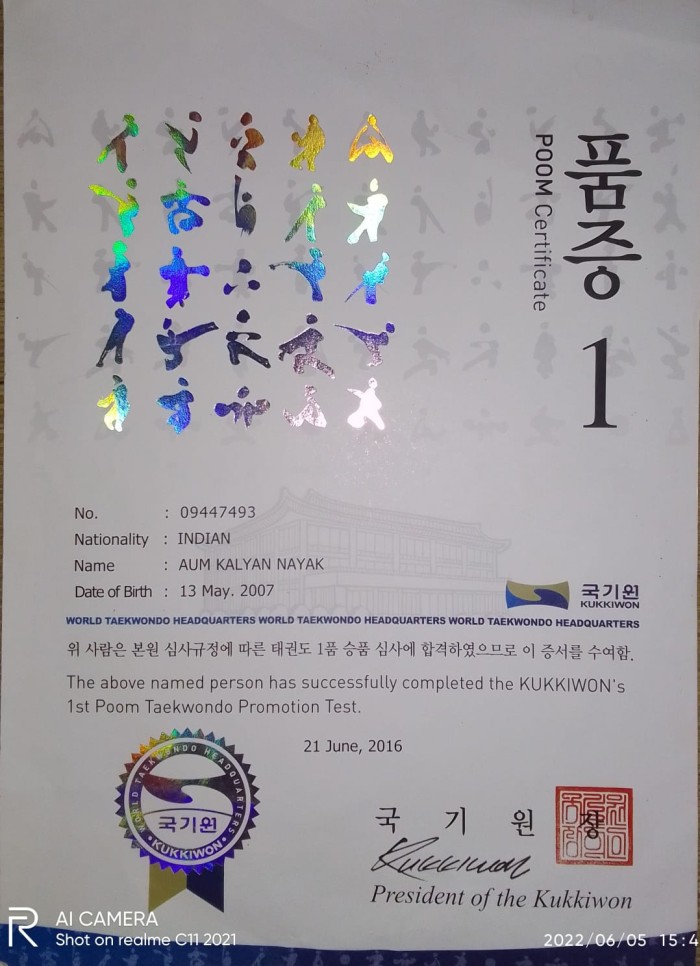 품증 1
POOM Certificate
No. : 09447493
Nationality : INDIAN
Name : AUM KALYAN NAYAK
Date of Birth : 13 May. 2007
국기원
KUKKIWON
WORLD TAEKWONDO HEADQUARTERS WORLD TAEKWONDO HEADQUARTERS WORLD TAEKWONDO HEADQUARTERS
위 사람은 본원 심사규정에 따른 태권도 1품 승품 심사에 합격하였으므로 이 증서를 수여함.
The above named person has successfully completed the KUKKIWON's
1st Poom Taekwondo Promotion Test.
21 June, 2016
WORLD TAEKWONDO HEADQUARTERS
국기원
•KUKKIWON•
국 기 원 장
Kukkiwon
President of the Kukkiwon
R AI CAMERA
Shot on realme C11 2021
2022/06/05 15:4